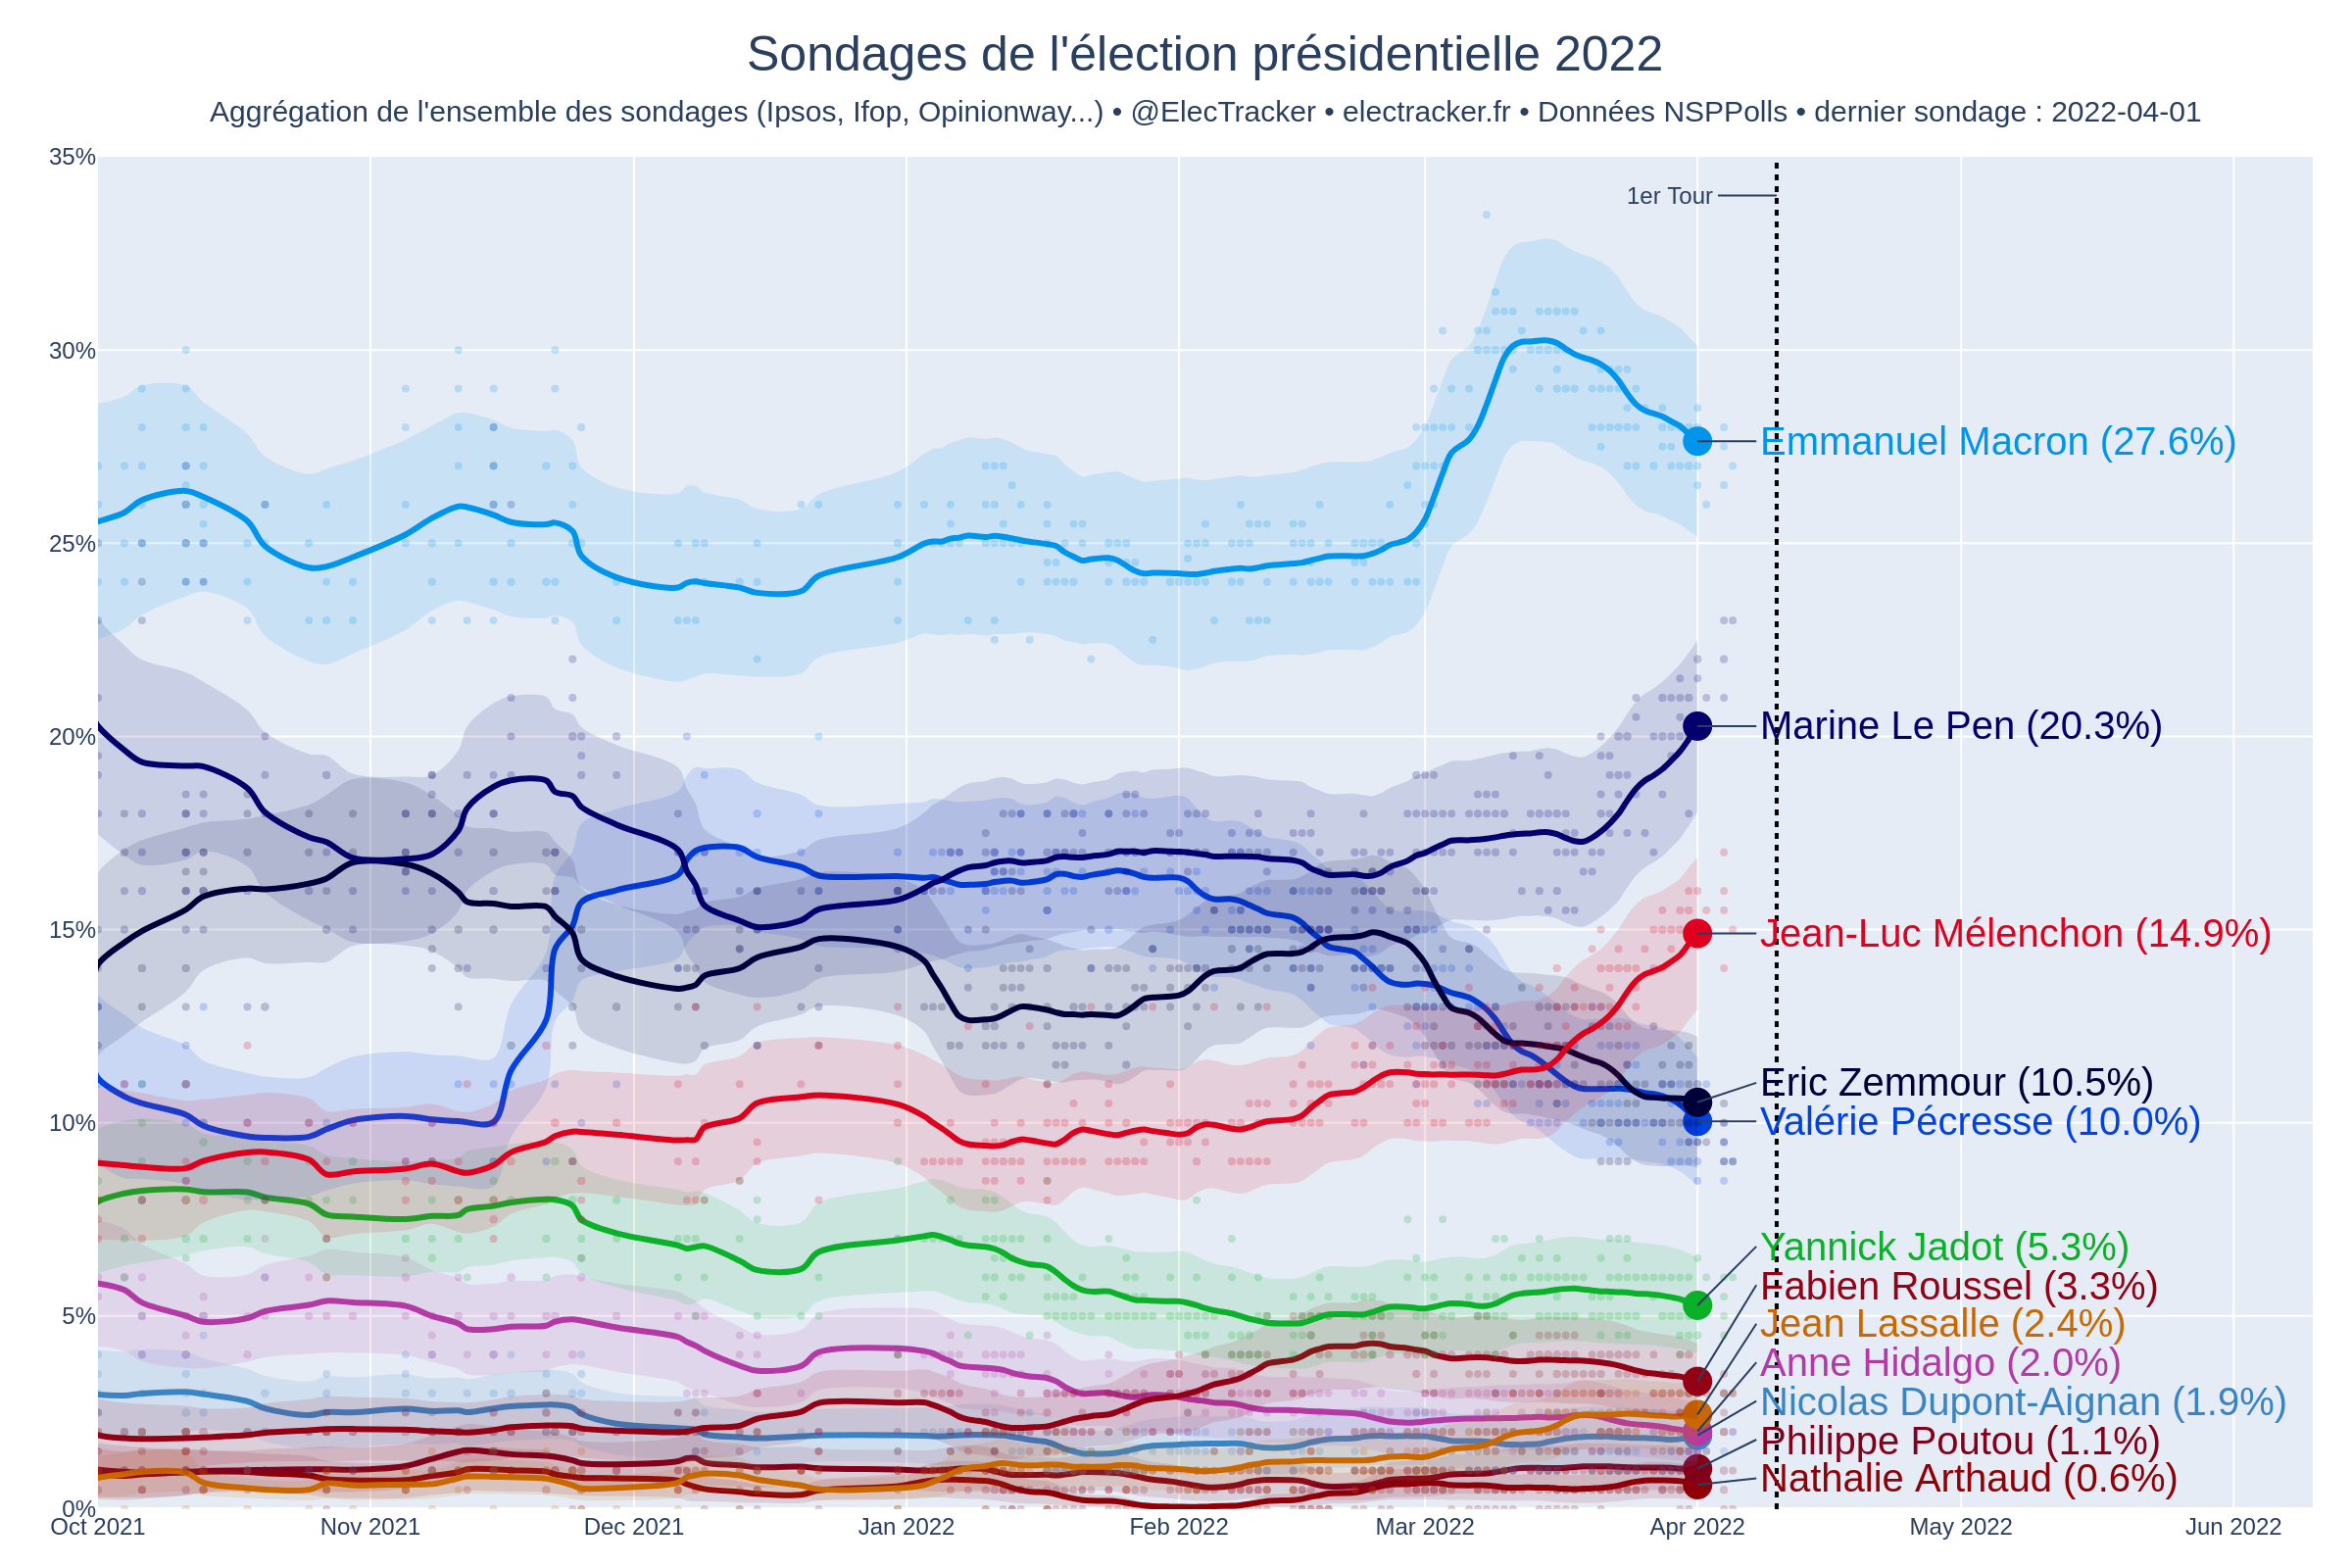 Sondages de l'élection présidentielle 2022
Aggrégation de l'ensemble des sondages (Ipsos, Ifop, Opinionway...) • @ElecTracker • electracker.fr • Données NSPPolls • dernier sondage : 2022-04-01
35%
1er Tour
30%
Emmanuel Macron (27.6%)
25%
20%
Marine Le Pen (20.3%)
15%
Jean-Luc Mélenchon (14.9%)
Eric Zemmour (10.5%)
10%
Valérie Pécresse (10.0%)
Yannick Jadot (5.3%)
Fabien Roussel (3.3%)
5%
Jean Lassalle (2.4%)
Anne Hidalgo (2.0%)
Nicolas Dupont-Aignan (1.9%)
Philippe Poutou (1.1%)
Nathalie Arthaud (0.6%)
0%
Oct 2021 Nov 2021 Dec 2021 Jan 2022 Feb 2022 Mar 2022 Apr 2022 May 2022 Jun 2022